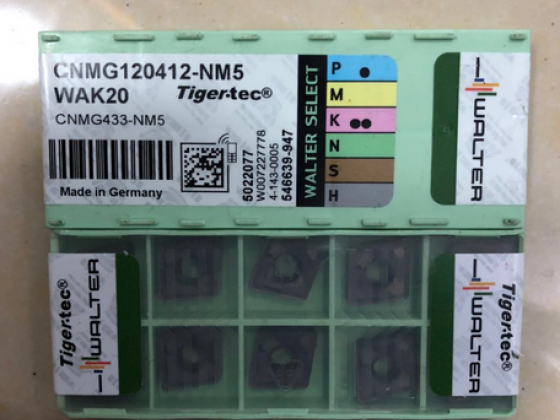 CNMG120412-NM5
WAK20 Tiger·tec®
CNMG433-NM5
Made in Germany
5022077
W007227778
4-143-0005
546639-947
WALTER SELECT
P
M
K
N
S
H
WALTER
Tiger·tec®
WALTER
Tiger·tec®
WALTER